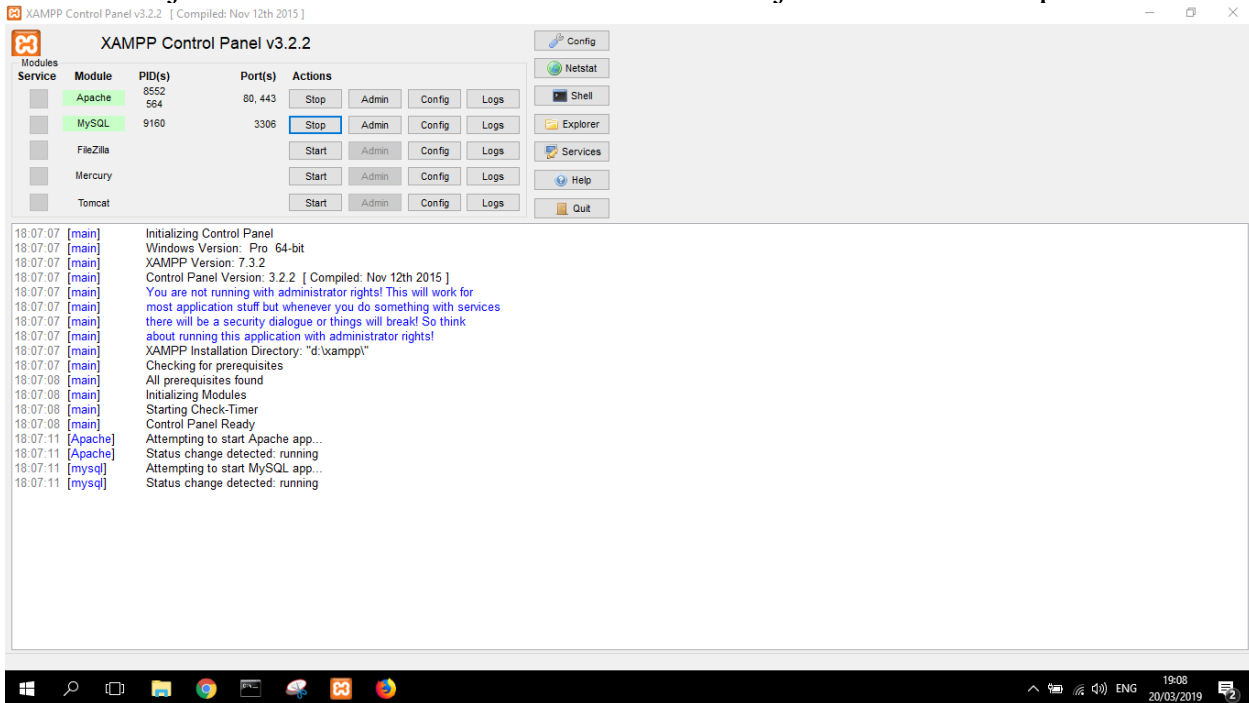 XAMPP Control Panel v3.2.2 [ Compiled: Nov 12th 2015 ]
XAMPP Control Panel v3.2.2
Config
Modules
Service Module PID(s) Port(s) Actions
Netstat
Apache 8552 564 80, 443 Stop Admin Config Logs
Shell
MySQL 9160 3306 Stop Admin Config Logs
Explorer
FileZilla Start Admin Config Logs
Services
Mercury Start Admin Config Logs
Help
Tomcat Start Admin Config Logs
Quit
18:07:07 [main] Initializing Control Panel
18:07:07 [main] Windows Version: Pro 64-bit
18:07:07 [main] XAMPP Version: 7.3.2
18:07:07 [main] Control Panel Version: 3.2.2 [ Compiled: Nov 12th 2015 ]
18:07:07 [main] You are not running with administrator rights! This will work for
18:07:07 [main] most application stuff but whenever you do something with services
18:07:07 [main] there will be a security dialogue or things will break! So think
18:07:07 [main] about running this application with administrator rights!
18:07:07 [main] XAMPP Installation Directory: "d:\xampp\"
18:07:07 [main] Checking for prerequisites
18:07:08 [main] All prerequisites found
18:07:08 [main] Initializing Modules
18:07:08 [main] Starting Check-Timer
18:07:08 [main] Control Panel Ready
18:07:11 [Apache] Attempting to start Apache app...
18:07:11 [Apache] Status change detected: running
18:07:11 [mysql] Attempting to start MySQL app...
18:07:11 [mysql] Status change detected: running
ENG
19:08
20/03/2019
2